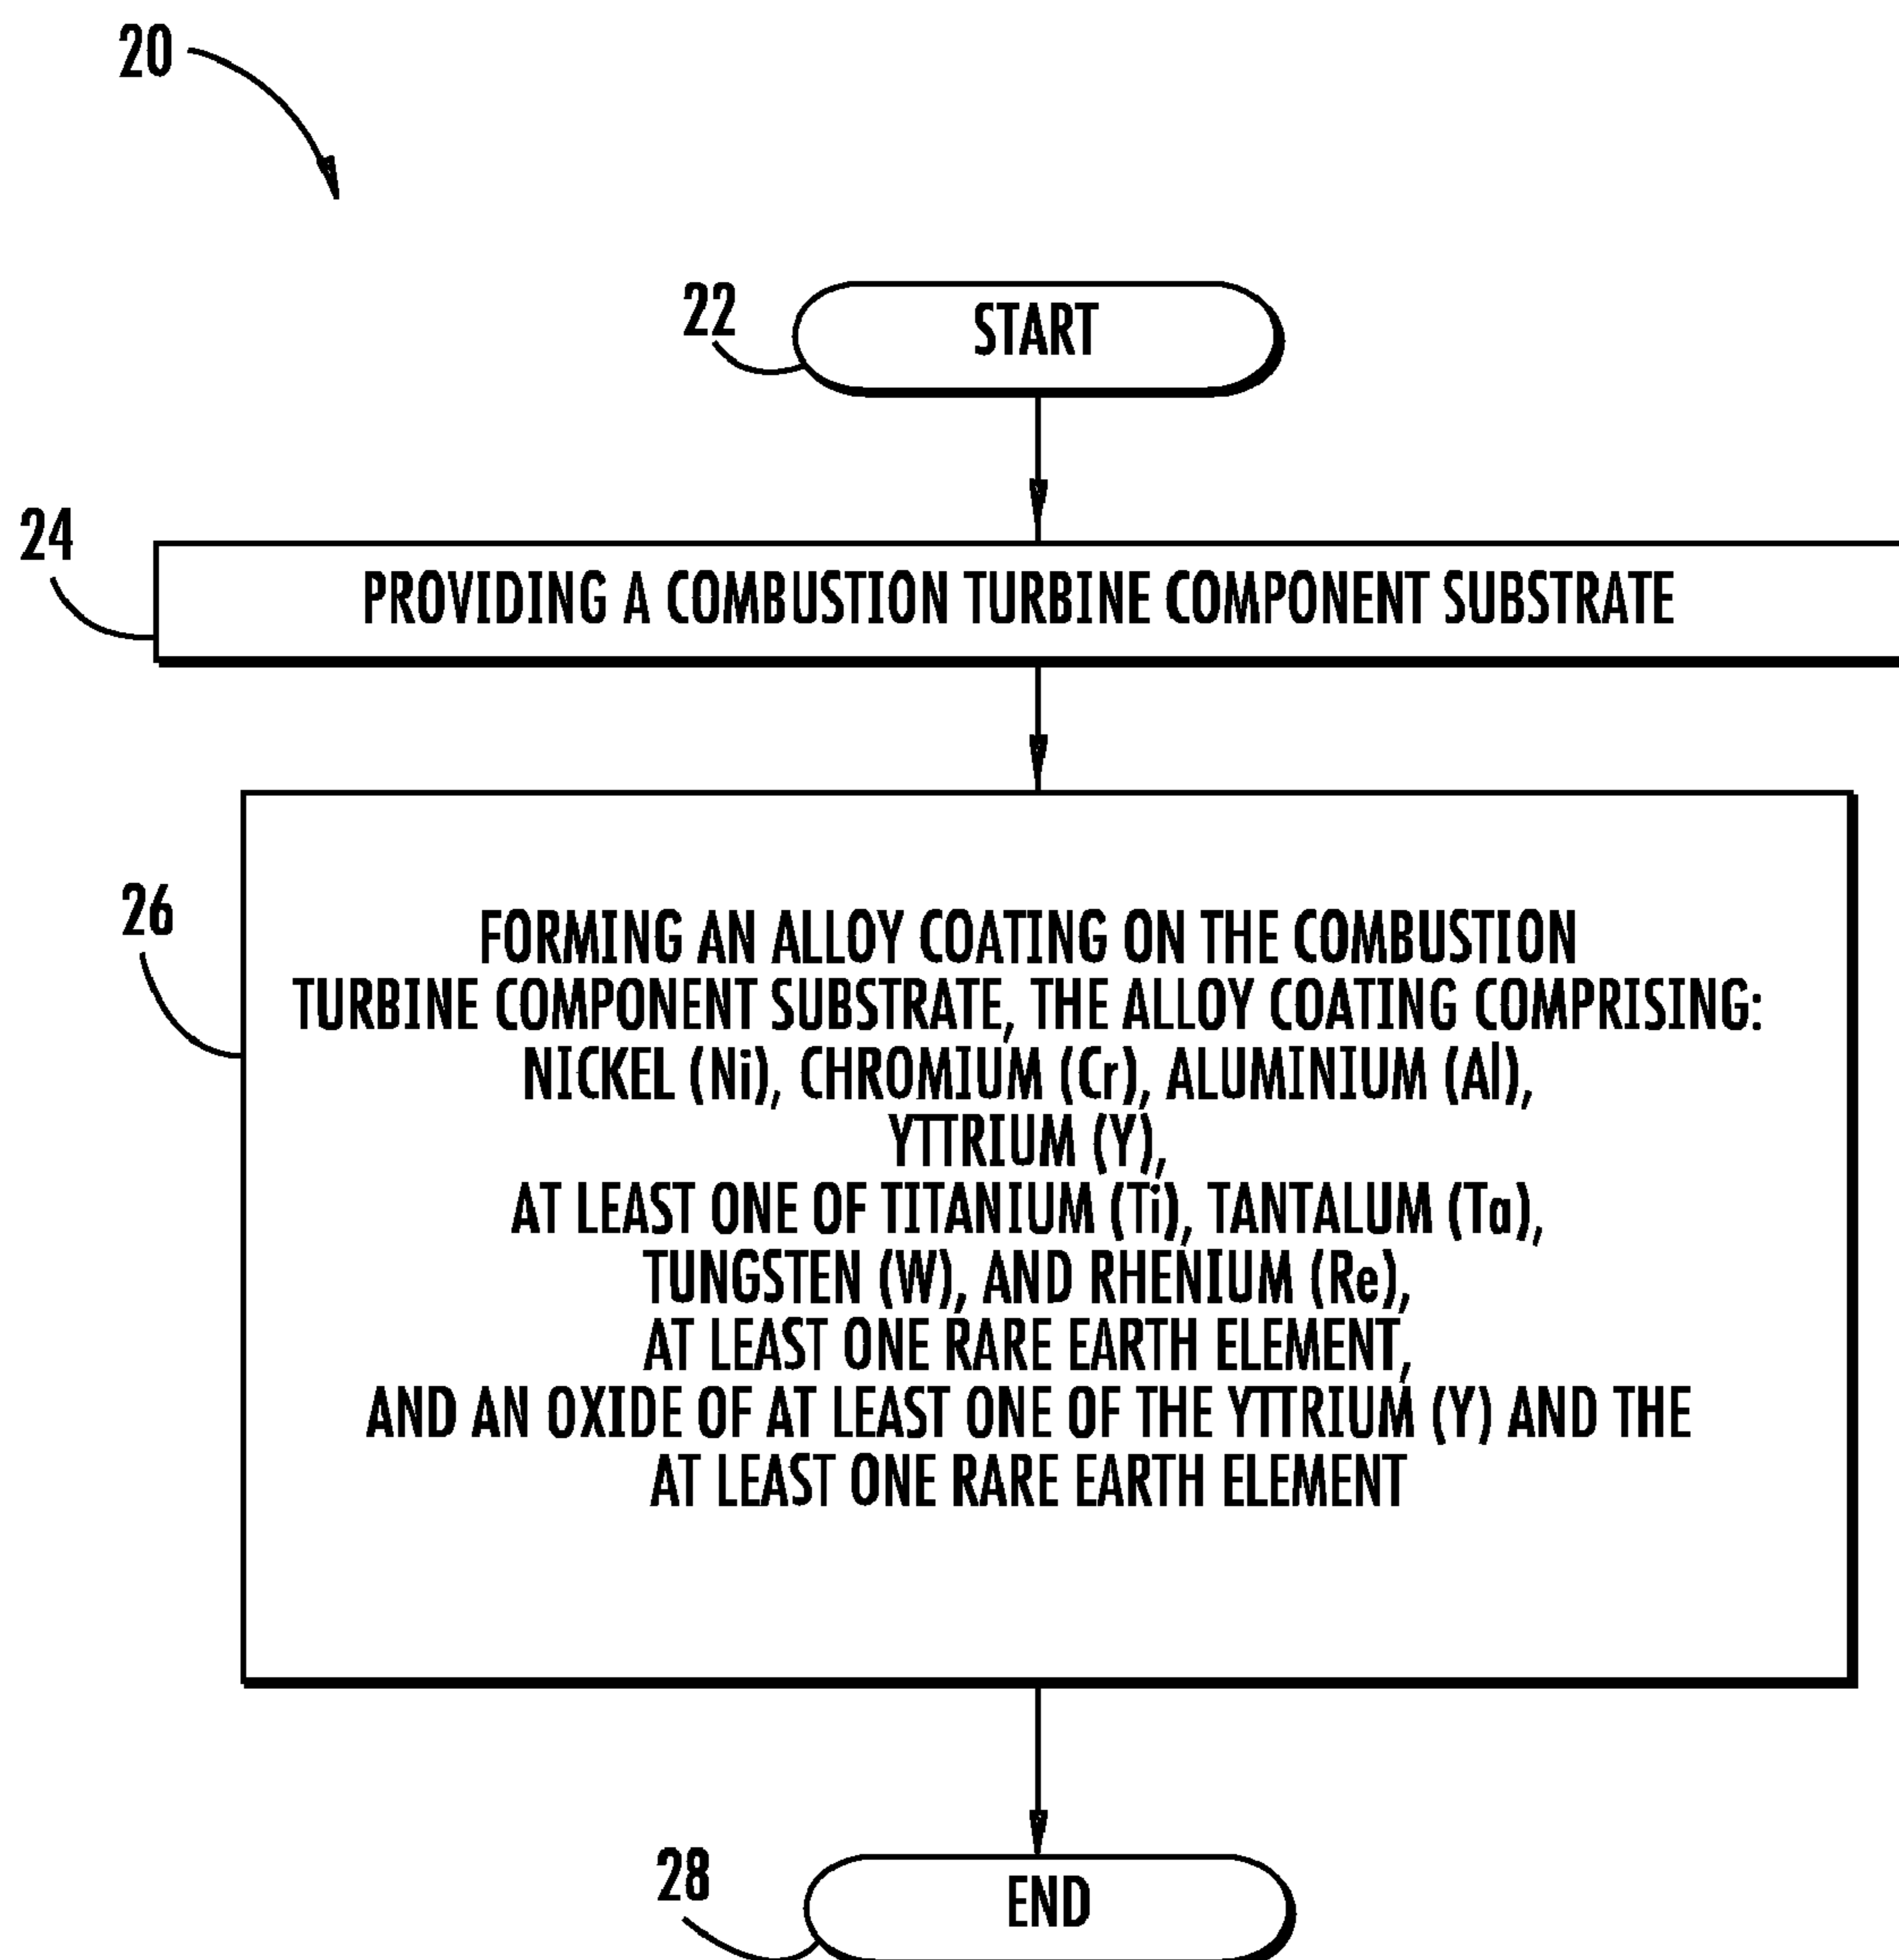 20
22
START
24
PROVIDING A COMBUSTION TURBINE COMPONENT SUBSTRATE
26
FORMING AN ALLOY COATING ON THE COMBUSTION
TURBINE COMPONENT SUBSTRATE, THE ALLOY COATING COMPRISING:
NICKEL (Ni), CHROMIUM (Cr), ALUMINIUM (Al),
YTTRIUM (Y),
AT LEAST ONE OF TITANIUM (Ti), TANTALUM (Ta),
TUNGSTEN (W), AND RHENIUM (Re),
AT LEAST ONE RARE EARTH ELEMENT,
AND AN OXIDE OF AT LEAST ONE OF THE YTTRIUM (Y) AND THE
AT LEAST ONE RARE EARTH ELEMENT
28
END